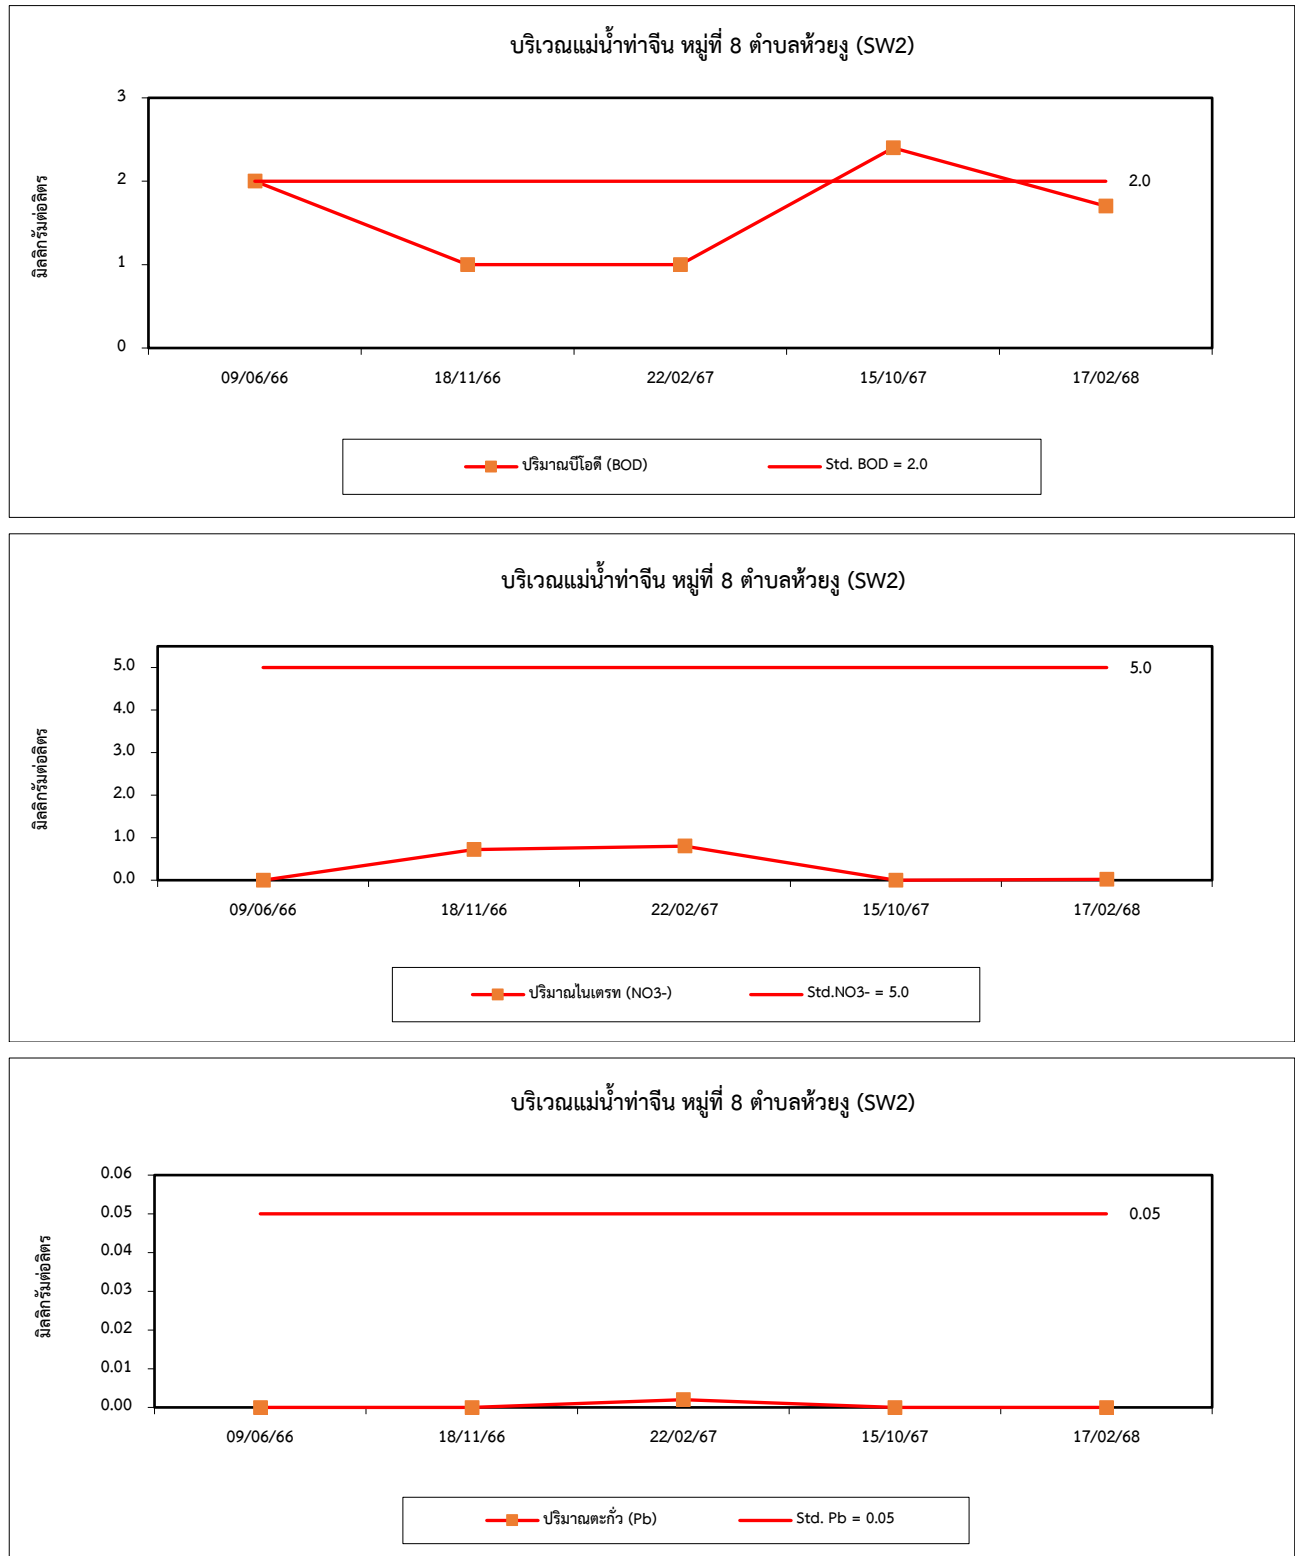 บริเวณแม่น้ำท่าจีน หมู่ที่ 8 ตำบลห้วยงู (SW2)
มิลลิกรัมต่อลิตร
3
2
1
0
2.0
09/06/66 18/11/66 22/02/67 15/10/67 17/02/68
ปริมาณบีโอดี (BOD) Std. BOD = 2.0
บริเวณแม่น้ำท่าจีน หมู่ที่ 8 ตำบลห้วยงู (SW2)
มิลลิกรัมต่อลิตร
5.0
4.0
3.0
2.0
1.0
0.0
5.0
09/06/66 18/11/66 22/02/67 15/10/67 17/02/68
ปริมาณไนเตรท (NO3-) Std.NO3- = 5.0
บริเวณแม่น้ำท่าจีน หมู่ที่ 8 ตำบลห้วยงู (SW2)
มิลลิกรัมต่อลิตร
0.06
0.05
0.04
0.03
0.02
0.01
0.00
0.05
09/06/66 18/11/66 22/02/67 15/10/67 17/02/68
ปริมาณตะกั่ว (Pb) Std. Pb = 0.05